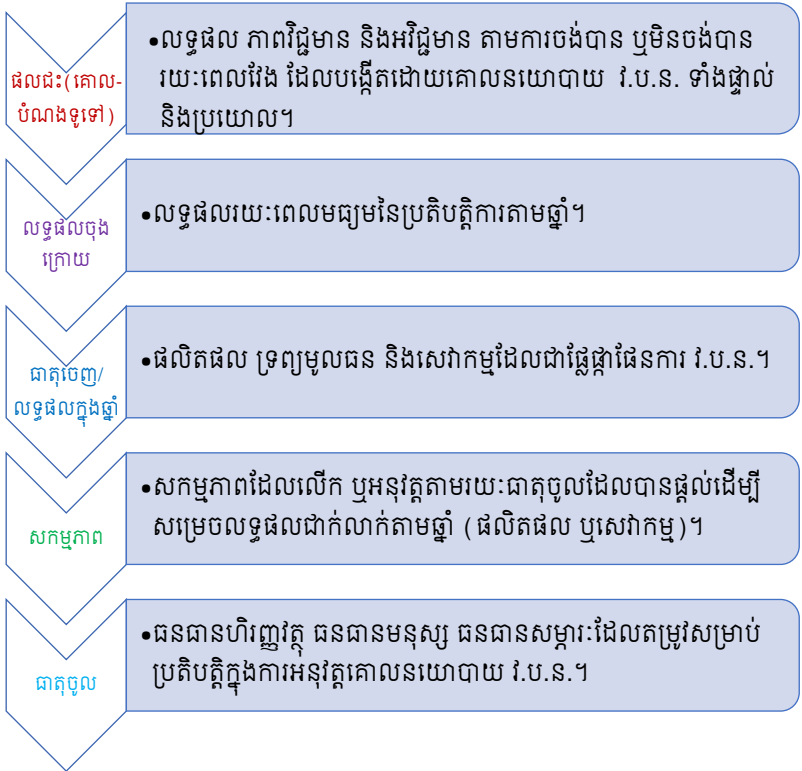 ផលជះ(គោល-
បំណងទូទៅ)
•លទ្ធផល ភាពវិជ្ជមាន និងអវិជ្ជមាន តាមការចង់បាន ឬមិនចង់បាន
រយៈពេលវែង ដែលបង្កើតដោយគោលនយោបាយ វ.ប.ន. ទាំងផ្ទាល់
និងប្រយោល។
លទ្ធផលចុង
ក្រោយ
•លទ្ធផលរយៈពេលមធ្យមនៃប្រតិបត្តិការតាមឆ្នាំ។
ធាតុចេញ/
លទ្ធផលក្នុងឆ្នាំ
•ផលិតផល ទ្រព្យមូលធន និងសេវាកម្មដែលជាផ្លែផ្កាផែនការ វ.ប.ន.។
សកម្មភាព
•សកម្មភាពដែលលើក ឬអនុវត្តតាមរយៈធាតុចូលដែលបានផ្តល់ដើម្បី
សម្រេចលទ្ធផលជាក់លាក់តាមឆ្នាំ (ផលិតផល ឬសេវាកម្ម)។
ធាតុចូល
•ធនធានហិរញ្ញវត្ថុ ធនធានមនុស្ស ធនធានសម្ភារៈដែលតម្រូវសម្រាប់
ប្រតិបត្តិក្នុងការអនុវត្តគោលនយោបាយ វ.ប.ន.។